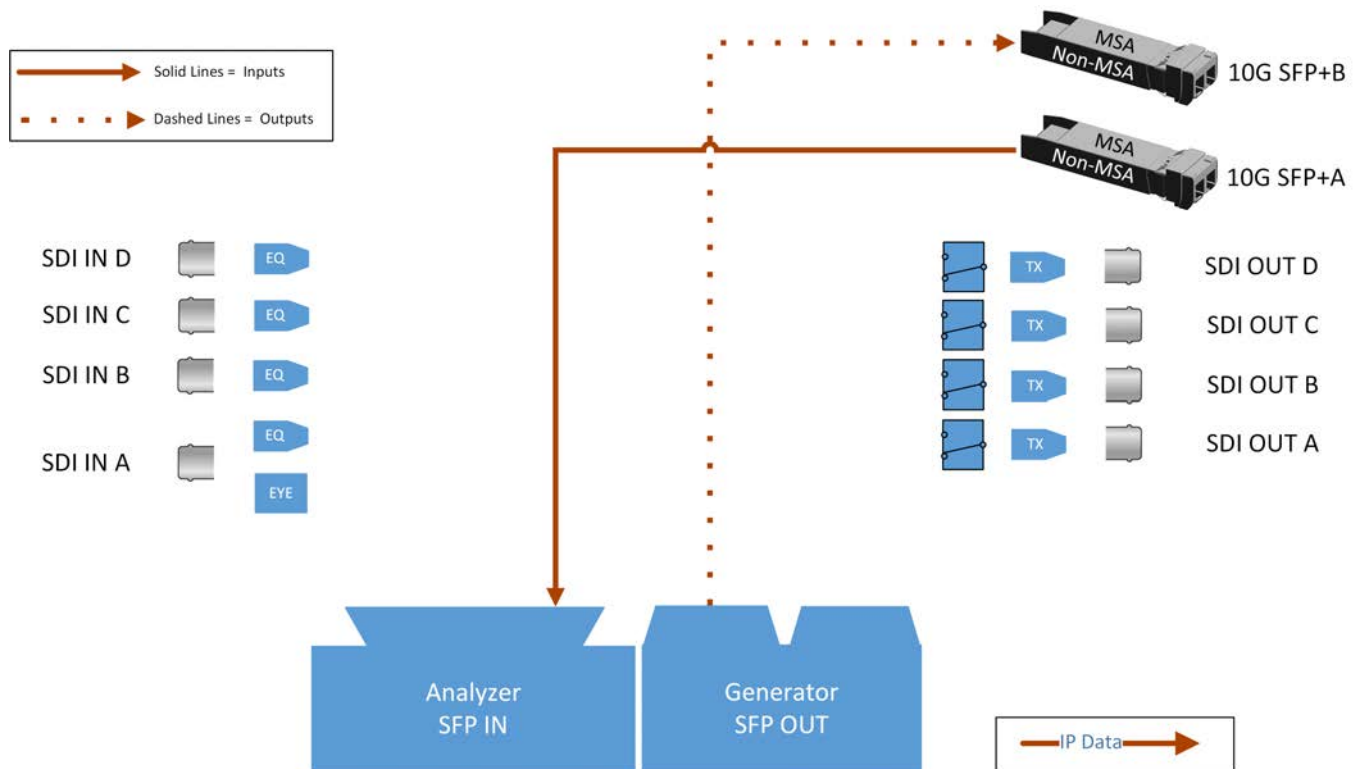 Solid Lines = Inputs
Dashed Lines = Outputs
MSA
Non-MSA
10G SFP+B
MSA
Non-MSA
10G SFP+A
SDI IN D
EQ
SDI IN C
EQ
SDI IN B
EQ
SDI IN A
EQ
EYE
TX
SDI OUT D
TX
SDI OUT C
TX
SDI OUT B
TX
SDI OUT A
Analyzer
SFP IN
Generator
SFP OUT
IP Data